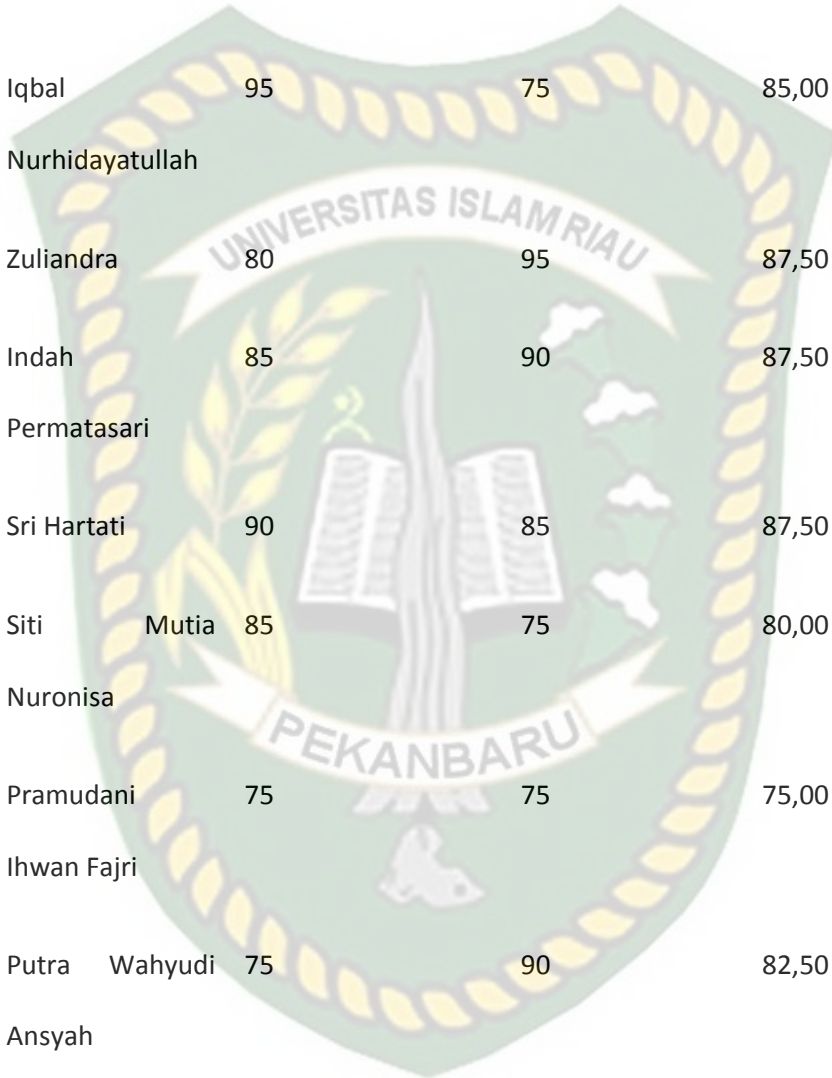 Iqbal 95 75 85,00
Nurhidayatullah
UNIVERSITAS ISLAM RIAU
Zuliandra 80 95 87,50
Indah 85 90 87,50
Permatasari
Sri Hartati 90 85 87,50
Siti Mutia 85 75 80,00
Nuronisa
PEKANBARU
Pramudani 75 75 75,00
Ihwan Fajri
Putra Wahyudi 75 90 82,50
Ansyah